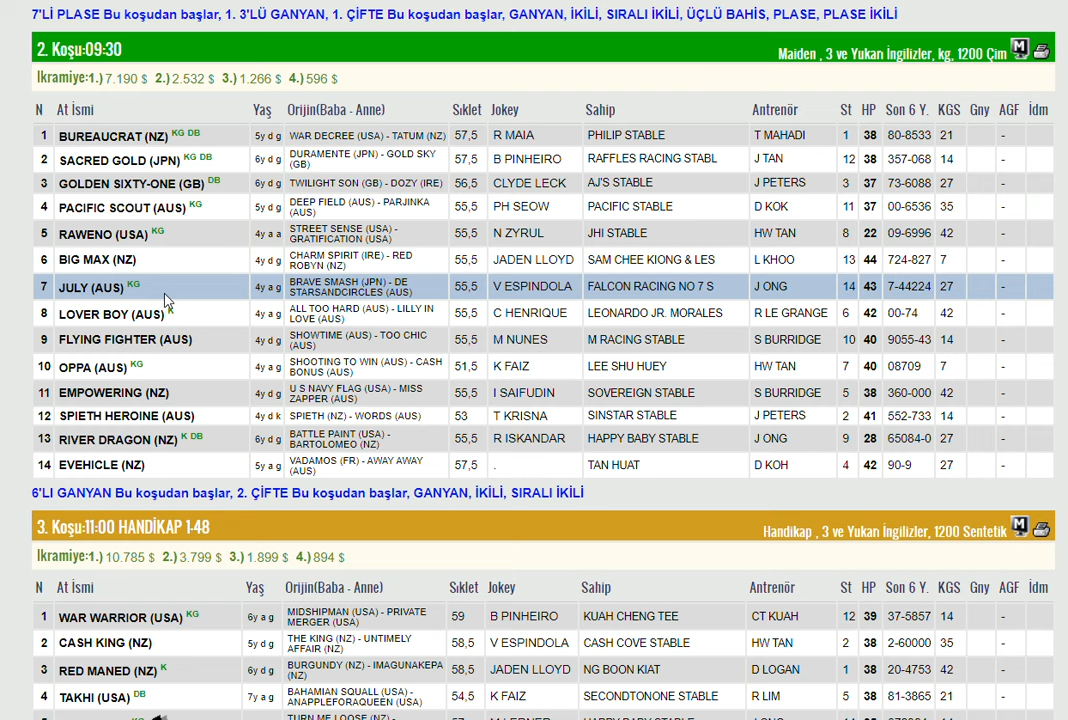 7'Lİ PLASE Bu koşudan başlar, 1. 3'LÜ GANYAN, 1. ÇİFTE Bu koşudan başlar, GANYAN, İKİLİ, SIRALI İKİLİ, ÜÇLÜ BAHİS, PLASE, PLASE İKİLİ
2. Koşu:09:30 Maiden , 3 ve Yukarı İngilizler, kg, 1200 Çim M
İkramiye:1.) 7.190 $ 2.) 2.532 $ 3.) 1.266 $ 4.) 596 $
N At İsmi Yaş Orijin(Baba - Anne) Sıklet Jokey Sahip Antrenör St HP Son 6 Y. KGS Gny AGF İdm
1 BUREAUCRAT (NZ) KG DB 5y d g WAR DECREE (USA) - TATUM (NZ) 57,5 R MAIA PHILIP STABLE T MAHADI 1 38 80-8533 21 -
2 SACRED GOLD (JPN) KG DB 6y d g DURAMENTE (JPN) - GOLD SKY (GB) 57,5 B PINHEIRO RAFFLES RACING STABL J TAN 12 38 357-068 14 -
3 GOLDEN SIXTY-ONE (GB) DB 6y d g TWILIGHT SON (GB) - DOZY (IRE) 56,5 CLYDE LECK AJ'S STABLE J PETERS 3 37 73-6088 27 -
4 PACIFIC SCOUT (AUS) KG 5y d g DEEP FIELD (AUS) - PARJINKA (AUS) 55,5 PH SEOW PACIFIC STABLE D KOK 11 37 00-6536 35 -
5 RAWENO (USA) KG 4y a a STREET SENSE (USA) - GRATIFICATION (USA) 55,5 N ZYRUL JHI STABLE HW TAN 8 22 09-6996 42 -
6 BIG MAX (NZ) 4y d g CHARM SPIRIT (IRE) - RED ROBYN (NZ) 55,5 JADEN LLOYD SAM CHEE KIONG & LES L KHOO 13 44 724-827 7 -
7 JULY (AUS) KG 4y a g BRAVE SMASH (JPN) - DE STARSANDCIRCLES (AUS) 55,5 V ESPINDOLA FALCON RACING NO 7 S J ONG 14 43 7-44224 27 -
8 LOVER BOY (AUS) K 4y a g ALL TOO HARD (AUS) - LILLY IN LOVE (AUS) 55,5 C HENRIQUE LEONARDO JR. MORALES R LE GRANGE 6 42 00-74 42 -
9 FLYING FIGHTER (AUS) 4y d g SHOWTIME (AUS) - TOO CHIC (AUS) 55,5 M NUNES M RACING STABLE S BURRIDGE 10 40 9055-43 14 -
10 OPPA (AUS) KG 4y a g SHOOTING TO WIN (AUS) - CASH BONUS (AUS) 51,5 K FAIZ LEE SHU HUEY HW TAN 7 40 08709 7 -
11 EMPOWERING (NZ) 4y d g U S NAVY FLAG (USA) - MISS ZAPPER (AUS) 55,5 I SAIFUDIN SOVEREIGN STABLE S BURRIDGE 5 38 360-000 42 -
12 SPIETH HEROINE (AUS) 4y d k SPIETH (NZ) - WORDS (AUS) 53 T KRISNA SINSTAR STABLE J PETERS 2 41 552-733 14 -
13 RIVER DRAGON (NZ) K DB 6y d g BATTLE PAINT (USA) - BARTOLOMEO (NZ) 55,5 R ISKANDAR HAPPY BABY STABLE J ONG 9 28 65084-0 27 -
14 EVEHICLE (NZ) 5y a g VADAMOS (FR) - AWAY AWAY (AUS) 57,5 . TAN HUAT D KOH 4 42 90-9 27 -
6'LI GANYAN Bu koşudan başlar, 2. ÇİFTE Bu koşudan başlar, GANYAN, İKİLİ, SIRALI İKİLİ
3. Koşu:11:00 HANDİKAP 1-48 Handikap , 3 ve Yukarı İngilizler, 1200 Sentetik M
İkramiye:1.) 10.785 $ 2.) 3.799 $ 3.) 1.899 $ 4.) 894 $
N At İsmi Yaş Orijin(Baba - Anne) Sıklet Jokey Sahip Antrenör St HP Son 6 Y. KGS Gny AGF İdm
1 WAR WARRIOR (USA) KG 6y a g MIDSHIPMAN (USA) - PRIVATE MERGER (USA) 59 B PINHEIRO KUAH CHENG TEE CT KUAH 12 39 37-5857 14 -
2 CASH KING (NZ) 5y d g THE KING (NZ) - UNTIMELY AFFAIR (NZ) 58,5 V ESPINDOLA CASH COVE STABLE HW TAN 2 38 2-60000 35 -
3 RED MANED (NZ) K 6y d g BURGUNDY (NZ) - IMAGUNAKEPA (NZ) 58,5 JADEN LLOYD NG BOON KIAT D LOGAN 1 38 20-4753 42 -
4 TAKHI (USA) DB 7y a g BAHAMIAN SQUALL (USA) - ANAPPLEFORAQUEEN (USA) 54,5 K FAIZ SECONDTONONE STABLE R LIM 5 38 81-3865 21 -
TURN ME LOOSE (NZ) -